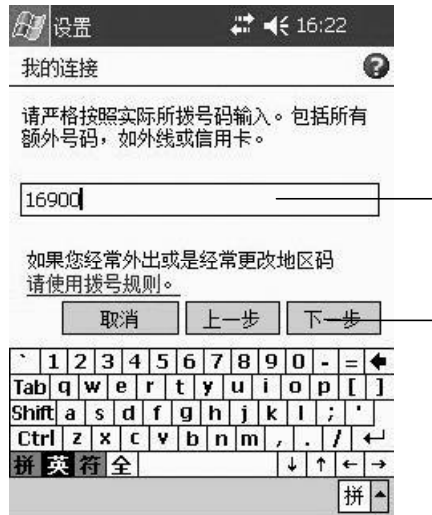 设置 16:22
我的连接
请严格按照实际所拨号码输入。包括所有
额外号码，如外线或信用卡。
16900
如果您经常外出或是经常更改地区码
请使用拨号规则。
取消 上一步 下一步
` 1 2 3 4 5 6 7 8 9 0 - =
Tab q w e r t y u i o p [ ]
Shift a s d f g h j k l ; '
Ctrl z x c v b n m , . /
拼 英 符 全 ↓ ↑ ← →
拼